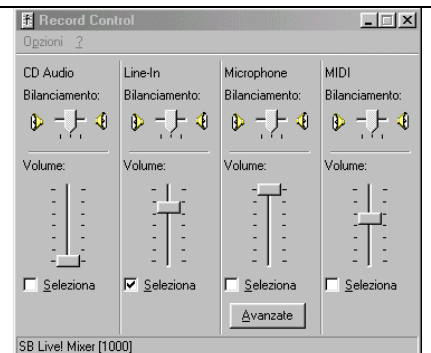 Record Control
Opzioni ?
CD Audio Line-In Microphone MIDI
Bilanciamento: Bilanciamento: Bilanciamento: Bilanciamento:
Volume: Volume: Volume: Volume:
Seleziona Seleziona Seleziona Seleziona
Avanzate
SB Live! Mixer [1000]